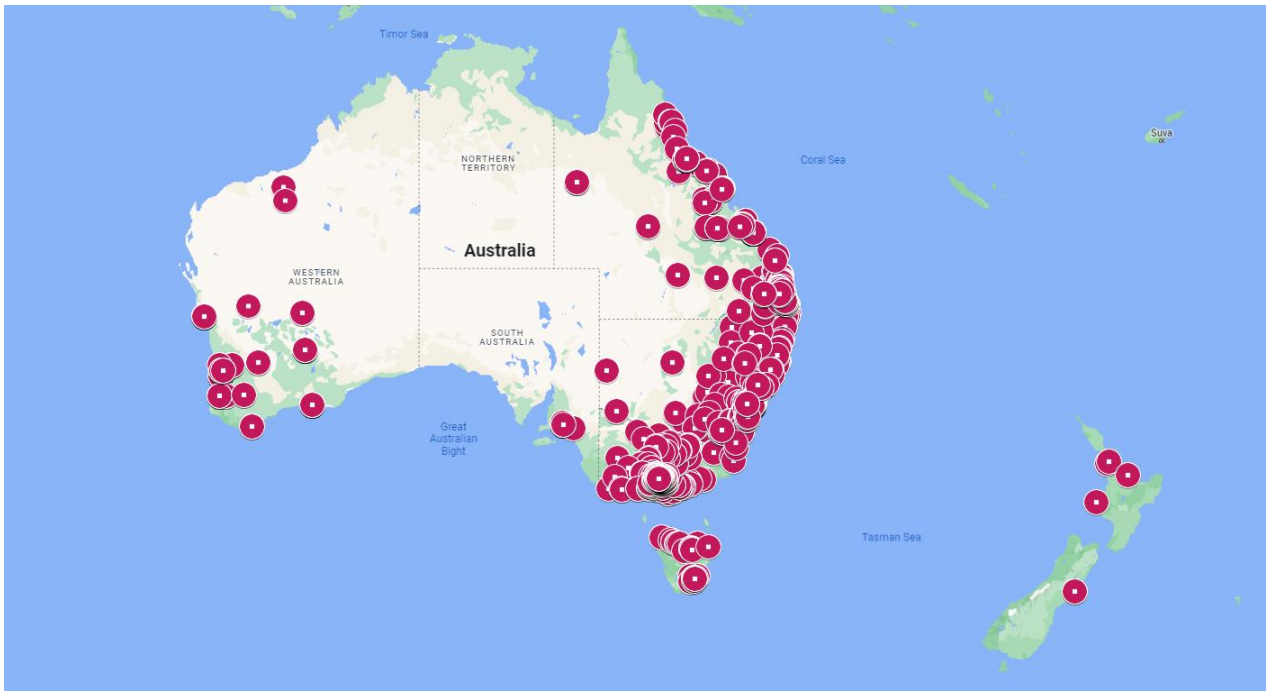 Timor Sea
Suva
Coral Sea
NORTHERN
TERRITORY
Australia
WESTERN
AUSTRALIA
SOUTH
AUSTRALIA
Great
Australian
Bight
Tasman Sea